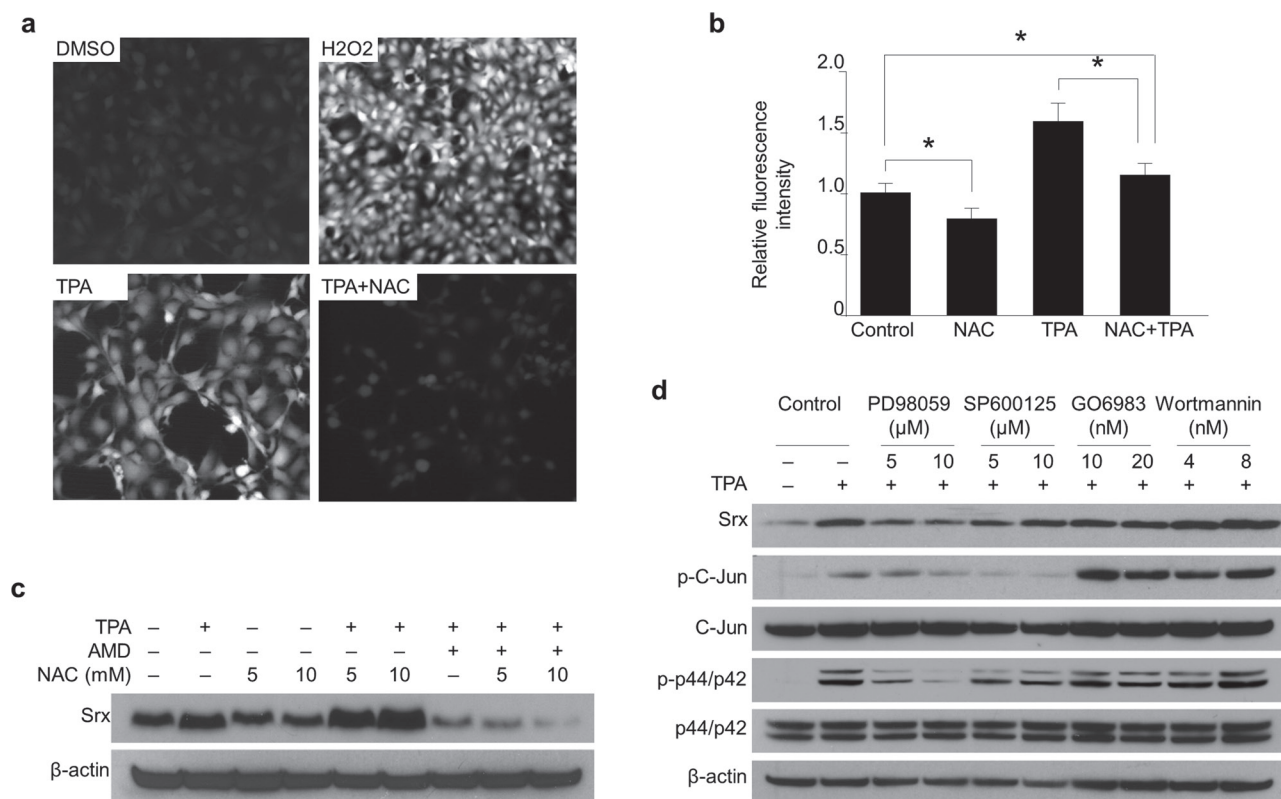 a
DMSO
H2O2
TPA
TPA+NAC
b
*
*
*
Relative fluorescence
intensity
2.0
1.5
1.0
0.5
0
Control NAC TPA NAC+TPA
c
TPA – + – – + + + + +
AMD – – – – – – + + +
NAC (mM) – – 5 10 5 10 – 5 10
Srx
β-actin
d
Control PD98059 SP600125 GO6983 Wortmannin
(µM) (µM) (nM) (nM)
– – 5 10 5 10 10 20 4 8
TPA – + + + + + + + + +
Srx
p-C-Jun
C-Jun
p-p44/p42
p44/p42
β-actin